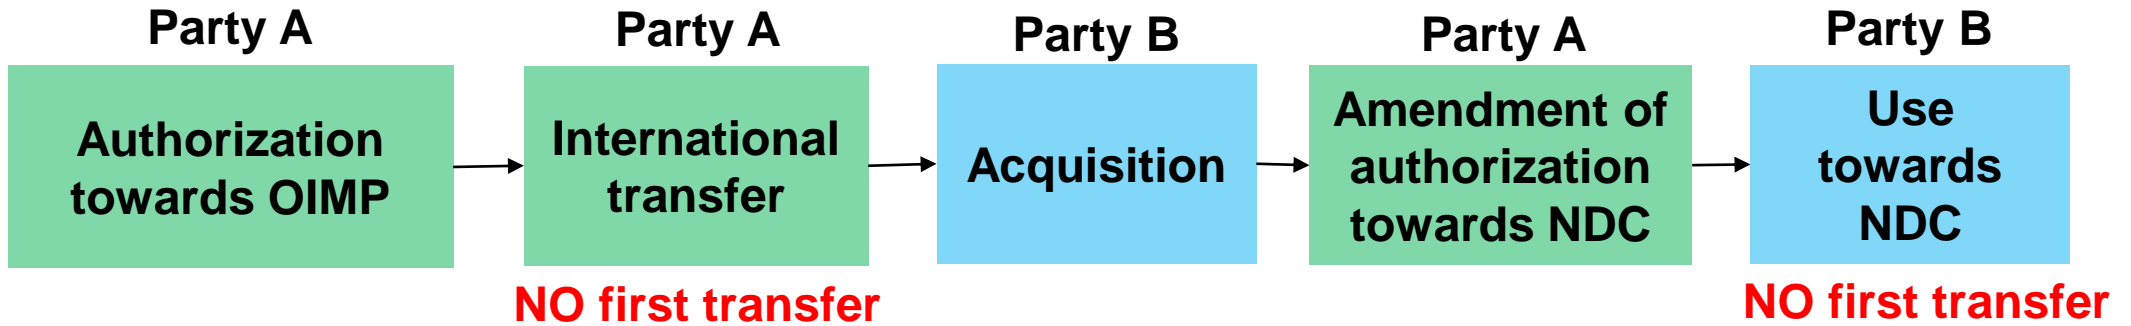 Party A
Authorization
towards OIMP
Party A
International
transfer
NO first transfer
Party B
Acquisition
Party A
Amendment of
authorization
towards NDC
Party B
Use
towards
NDC
NO first transfer